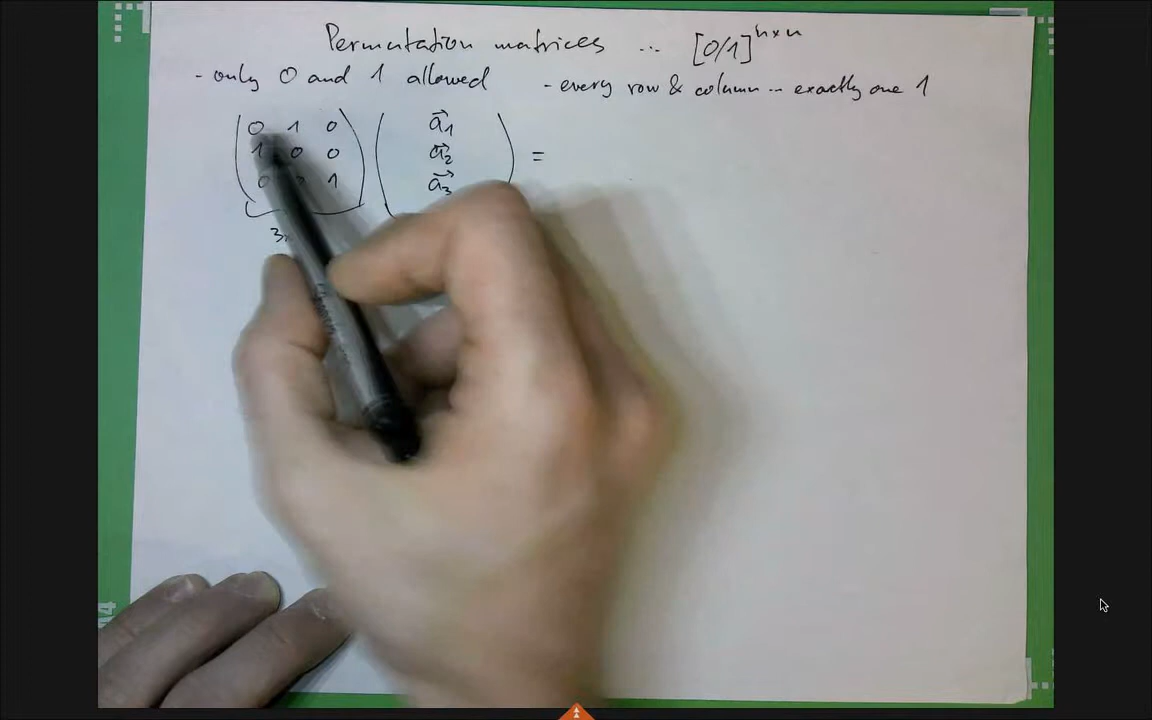 Permutation matrices ... [0/1]^{n×n}
- only 0 and 1 allowed - every row & column ... exactly one 1
0 1 0 a⃗1
1 0 0 a⃗2 =
0 1 a⃗3